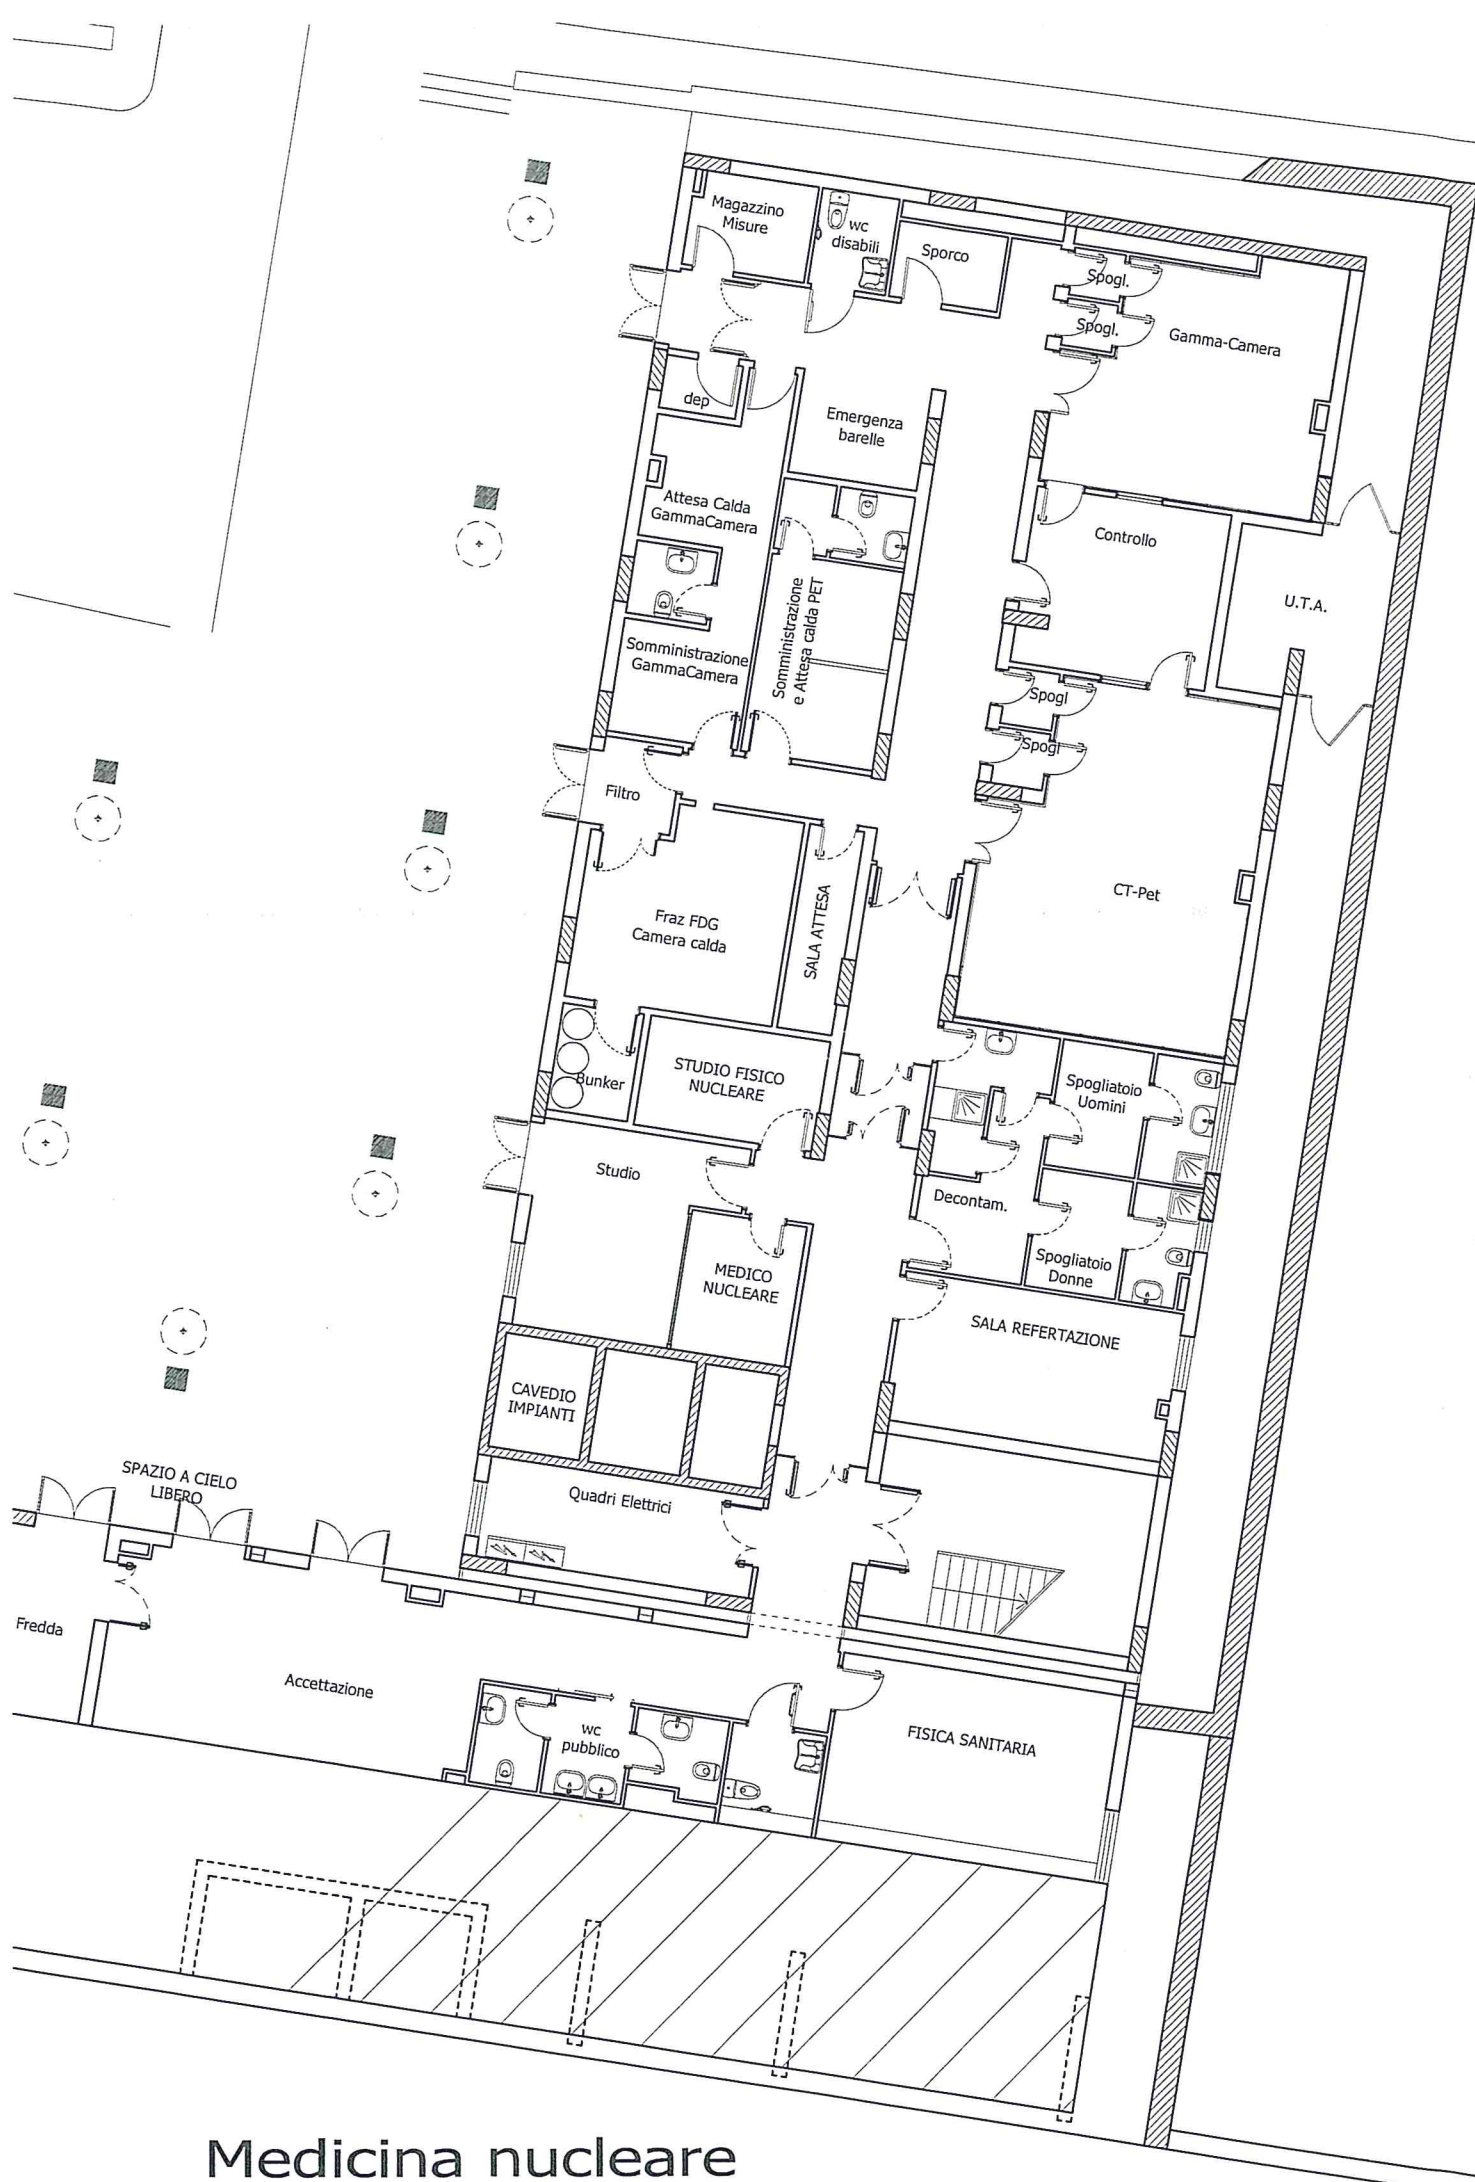 Magazzino
Misure
wc
disabili
Sporco
Spogl.
Spogl.
Gamma-Camera
dep
Emergenza
barelle
Attesa Calda
GammaCamera
Controllo
U.T.A.
Somministrazione
e Attesa calda PET
Somministrazione
GammaCamera
Spogl
Spogl
Filtro
CT-Pet
Fraz FDG
Camera calda
SALA ATTESA
Bunker
STUDIO FISICO
NUCLEARE
Spogliatoio
Uomini
Studio
Decontam.
Spogliatoio
Donne
MEDICO
NUCLEARE
SALA REFERTAZIONE
CAVEDIO
IMPIANTI
SPAZIO A CIELO
LIBERO
Quadri Elettrici
Fredda
Accettazione
wc
pubblico
FISICA SANITARIA
Medicina nucleare